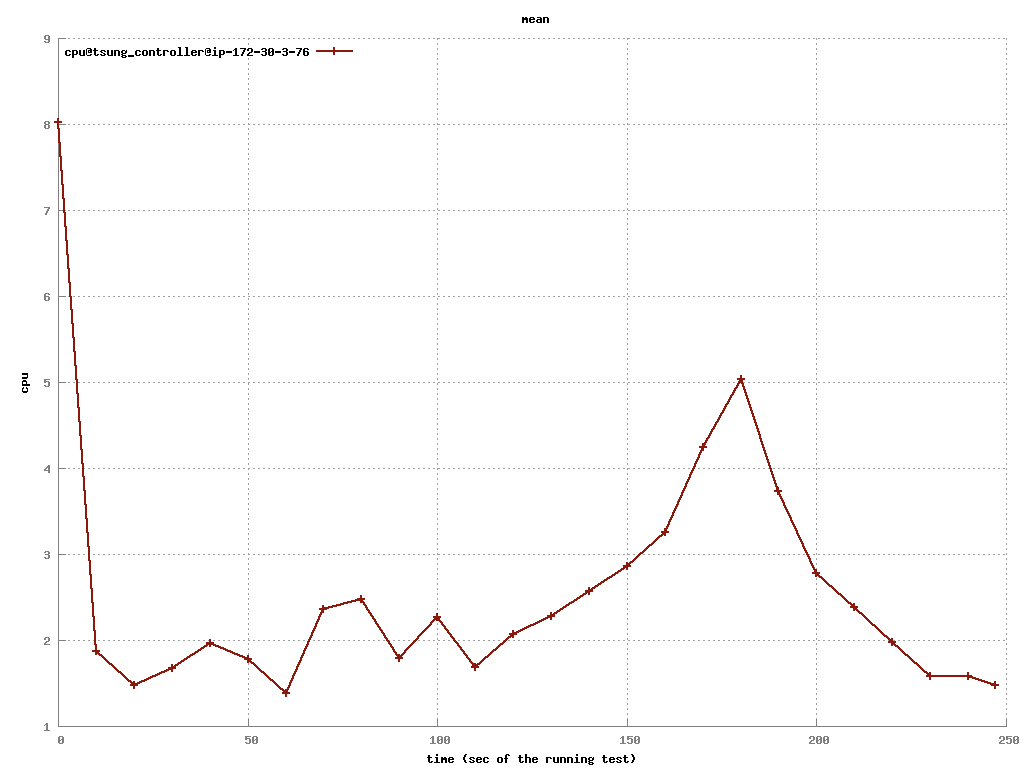 mean
cpu@tsung_controller@ip-172-30-3-76
9
8
7
6
5
4
3
2
1
cpu
0 50 100 150 200 250
time (sec of the running test)